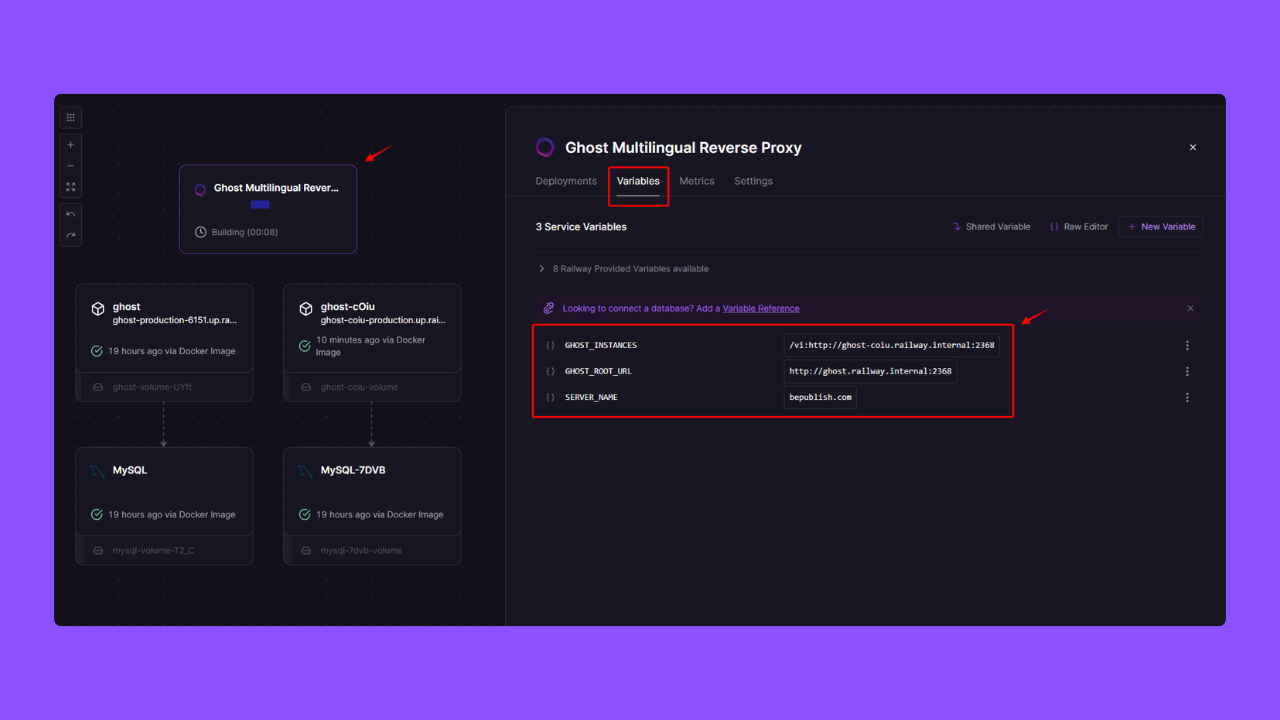 Ghost Multilingual Rever...
Building (00:08)
ghost
ghost-production-6151.up.ra...
19 hours ago via Docker Image
ghost-volume-UYft
ghost-cOiu
ghost-coiu-production.up.rai...
10 minutes ago via Docker
Image
ghost-coiu-volume
MySQL
19 hours ago via Docker Image
mysql-volume-T2_C
MySQL-7DVB
19 hours ago via Docker Image
mysql-7dvb-volume
Ghost Multilingual Reverse Proxy
Deployments Variables Metrics Settings
3 Service Variables
Shared Variable {} Raw Editor + New Variable
8 Railway Provided Variables available
Looking to connect a database? Add a Variable Reference
{} GHOST_INSTANCES /vi:http://ghost-coiu.railway.internal:2368
{} GHOST_ROOT_URL http://ghost.railway.internal:2368
{} SERVER_NAME bepublish.com